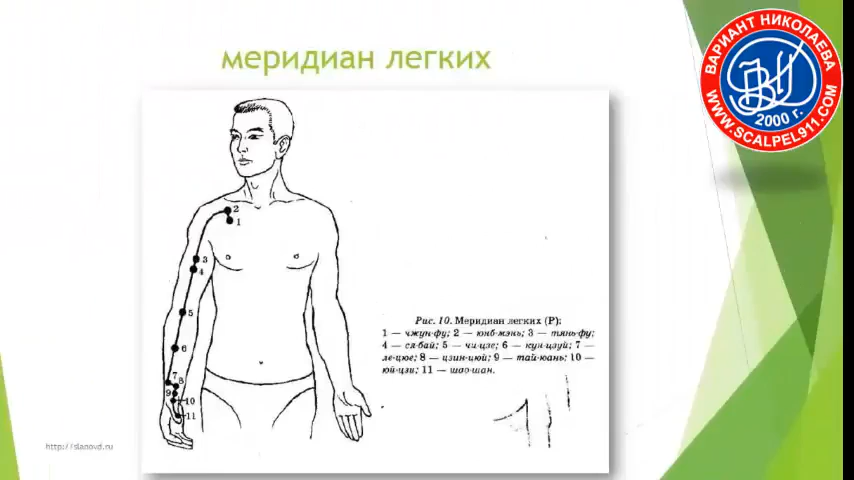 меридиан легких
ВАРИАНТ НИКОЛАЕВА
2000 г.
WWW.SCALPEL911.COM
2
1
3
4
5
6
7
8
9
10
11
Рис. 10. Меридиан легких (P):
1 — чжун-фу; 2 — юнь-мэнь; 3 — тянь-фу;
4 — ся-бай; 5 — чи-цзе; 6 — кун-цзуй; 7 —
ле-цюе; 8 — цзин-цюй; 9 — тай-юань; 10 —
юй-цзи; 11 — шао-шан.
http://slanovd.ru